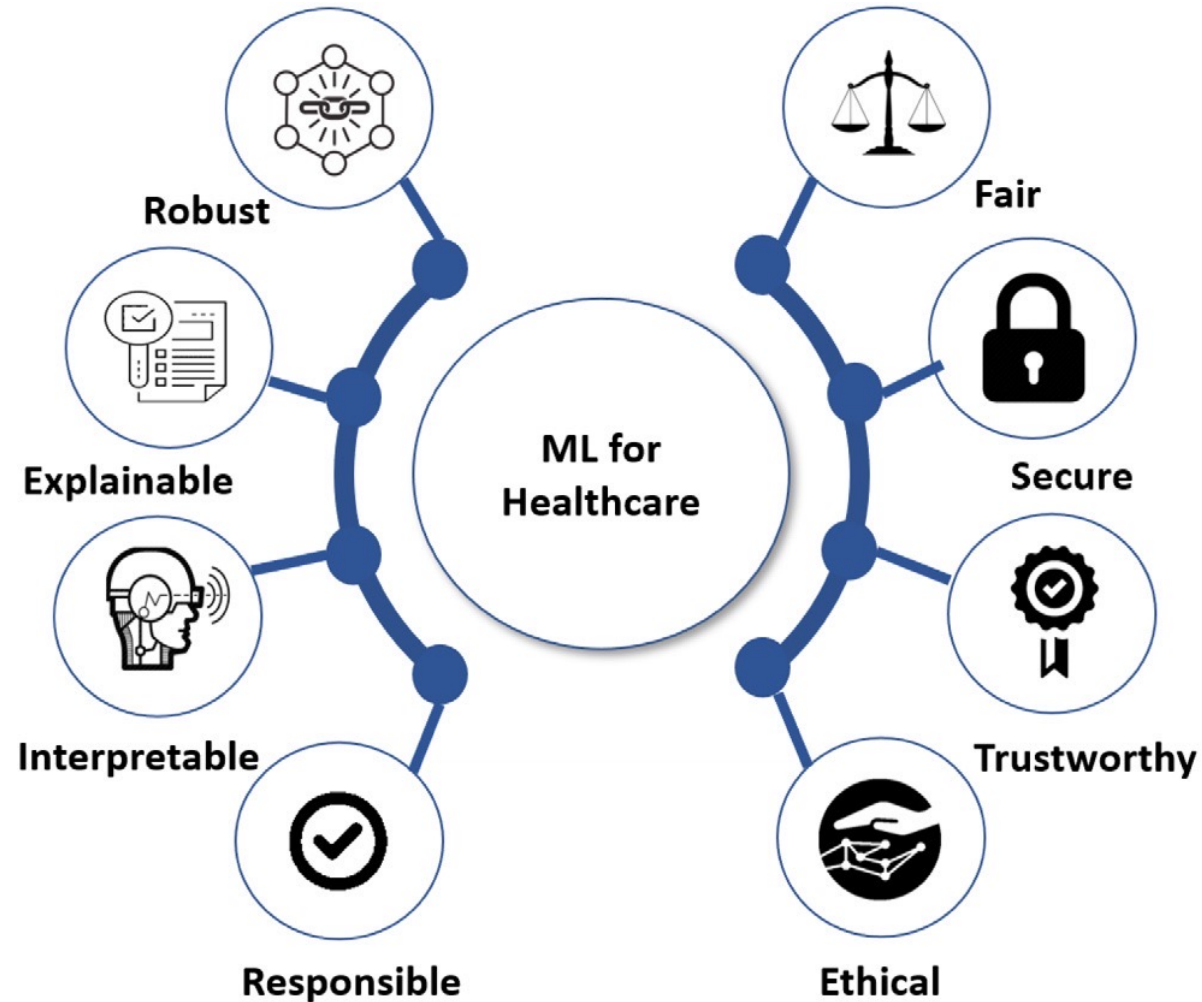 Robust
Fair
Explainable
Secure
ML for
Healthcare
Interpretable
Trustworthy
Responsible
Ethical